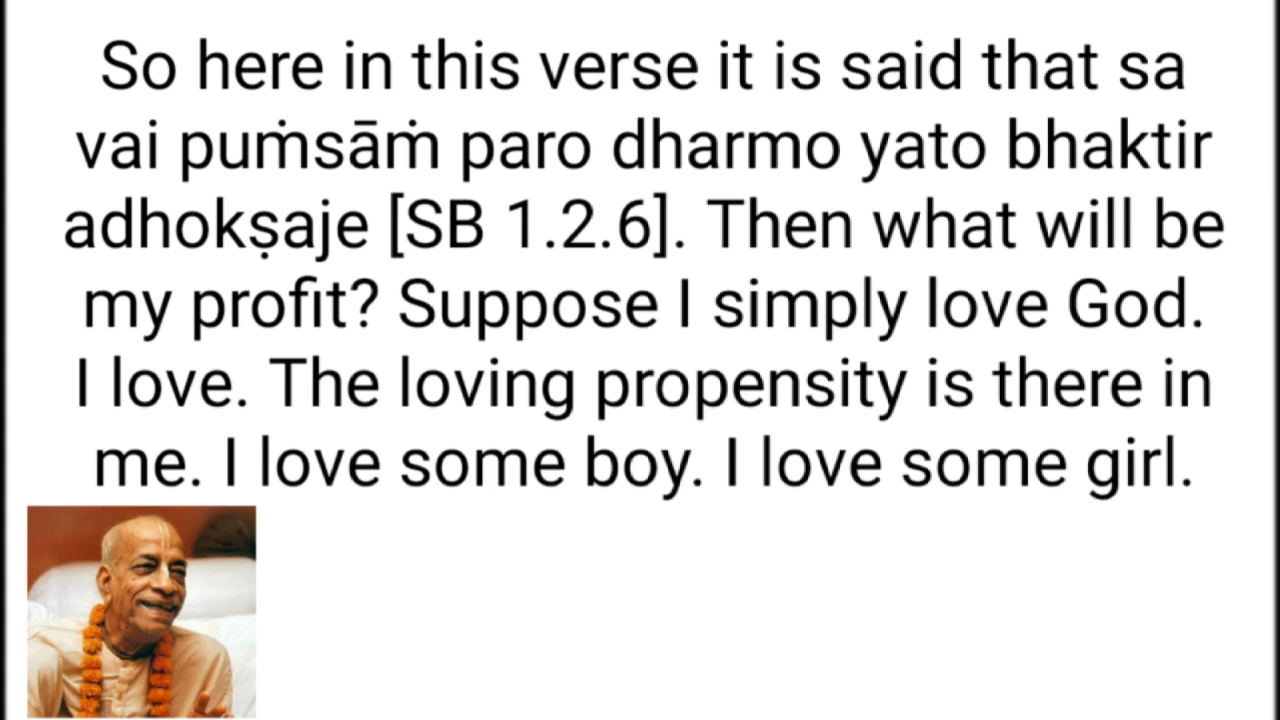 So here in this verse it is said that sa
vai puṁsāṁ paro dharmo yato bhaktir
adhokṣaje [SB 1.2.6]. Then what will be
my profit? Suppose I simply love God.
I love. The loving propensity is there in
me. I love some boy. I love some girl.